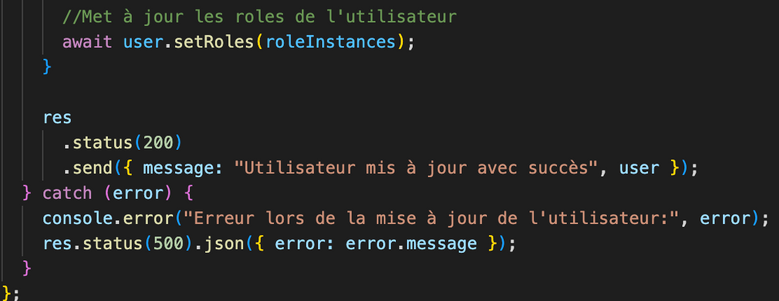 //Met à jour les roles de l'utilisateur
await user.setRoles(roleInstances);
}
res
.status(200)
.send({ message: "Utilisateur mis à jour avec succès", user });
} catch (error) {
console.error("Erreur lors de la mise à jour de l'utilisateur:", error);
res.status(500).json({ error: error.message });
}
};